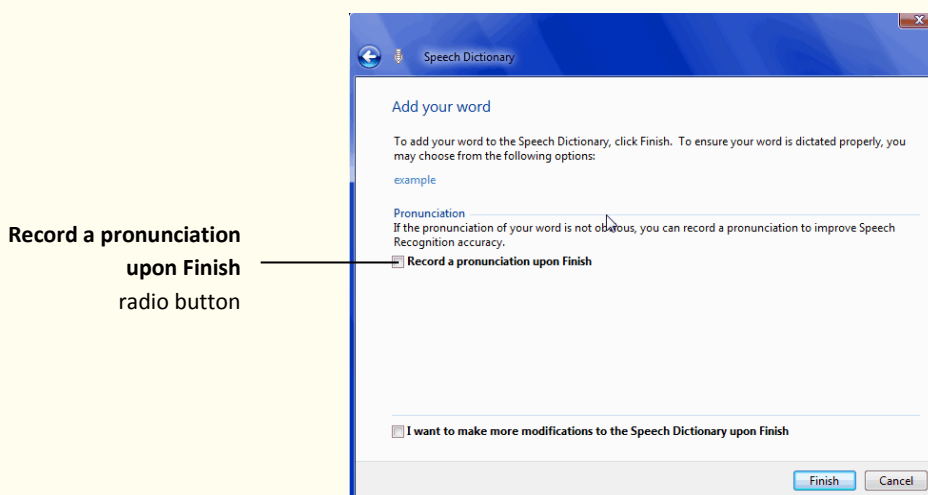 Speech Dictionary
Add your word
To add your word to the Speech Dictionary, click Finish. To ensure your word is dictated properly, you
may choose from the following options:
example
Pronunciation
If the pronunciation of your word is not obvious, you can record a pronunciation to improve Speech
Recognition accuracy.
Record a pronunciation upon Finish
I want to make more modifications to the Speech Dictionary upon Finish
Finish
Cancel
Record a pronunciation
upon Finish
radio button